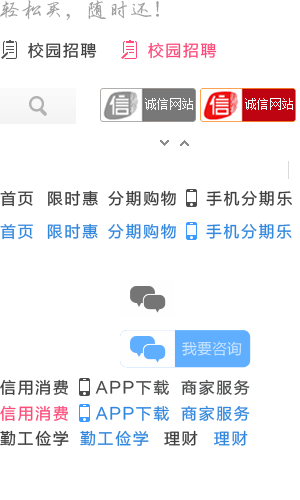 轻松买，随时还！
校园招聘 校园招聘
信 诚信网站 信 诚信网站
首页 限时惠 分期购物 手机分期乐
首页 限时惠 分期购物 手机分期乐
我要咨询
信用消费 APP下载 商家服务
信用消费 APP下载 商家服务
勤工俭学 勤工俭学 理财 理财